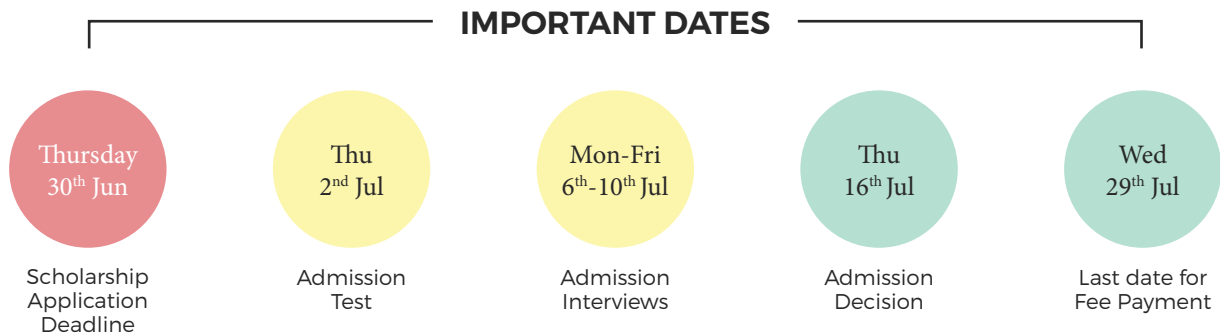 IMPORTANT DATES
Thursday
30th Jun
Scholarship
Application
Deadline
Thu
2nd Jul
Admission
Test
Mon-Fri
6th-10th Jul
Admission
Interviews
Thu
16th Jul
Admission
Decision
Wed
29th Jul
Last date for
Fee Payment